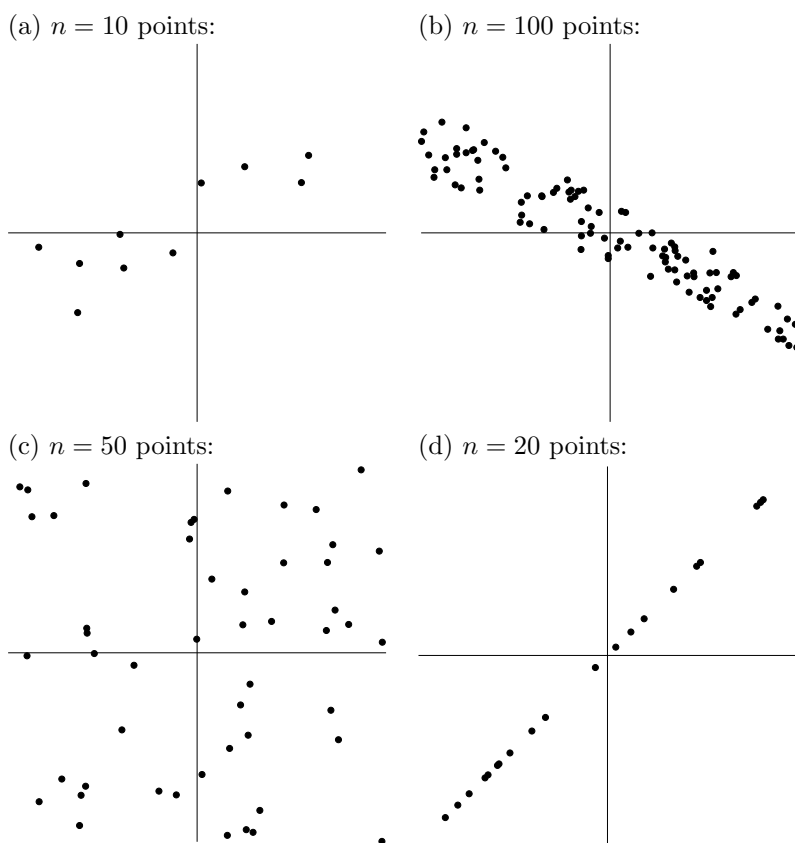 (a) n = 10 points:
(b) n = 100 points:
(c) n = 50 points:
(d) n = 20 points: